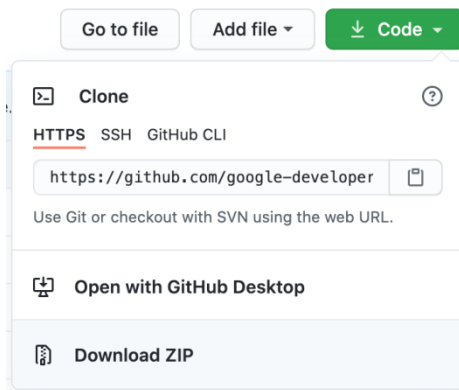 Go to file Add file Code
Clone
HTTPS SSH GitHub CLI
https://github.com/google-developer
Use Git or checkout with SVN using the web URL.
Open with GitHub Desktop
Download ZIP